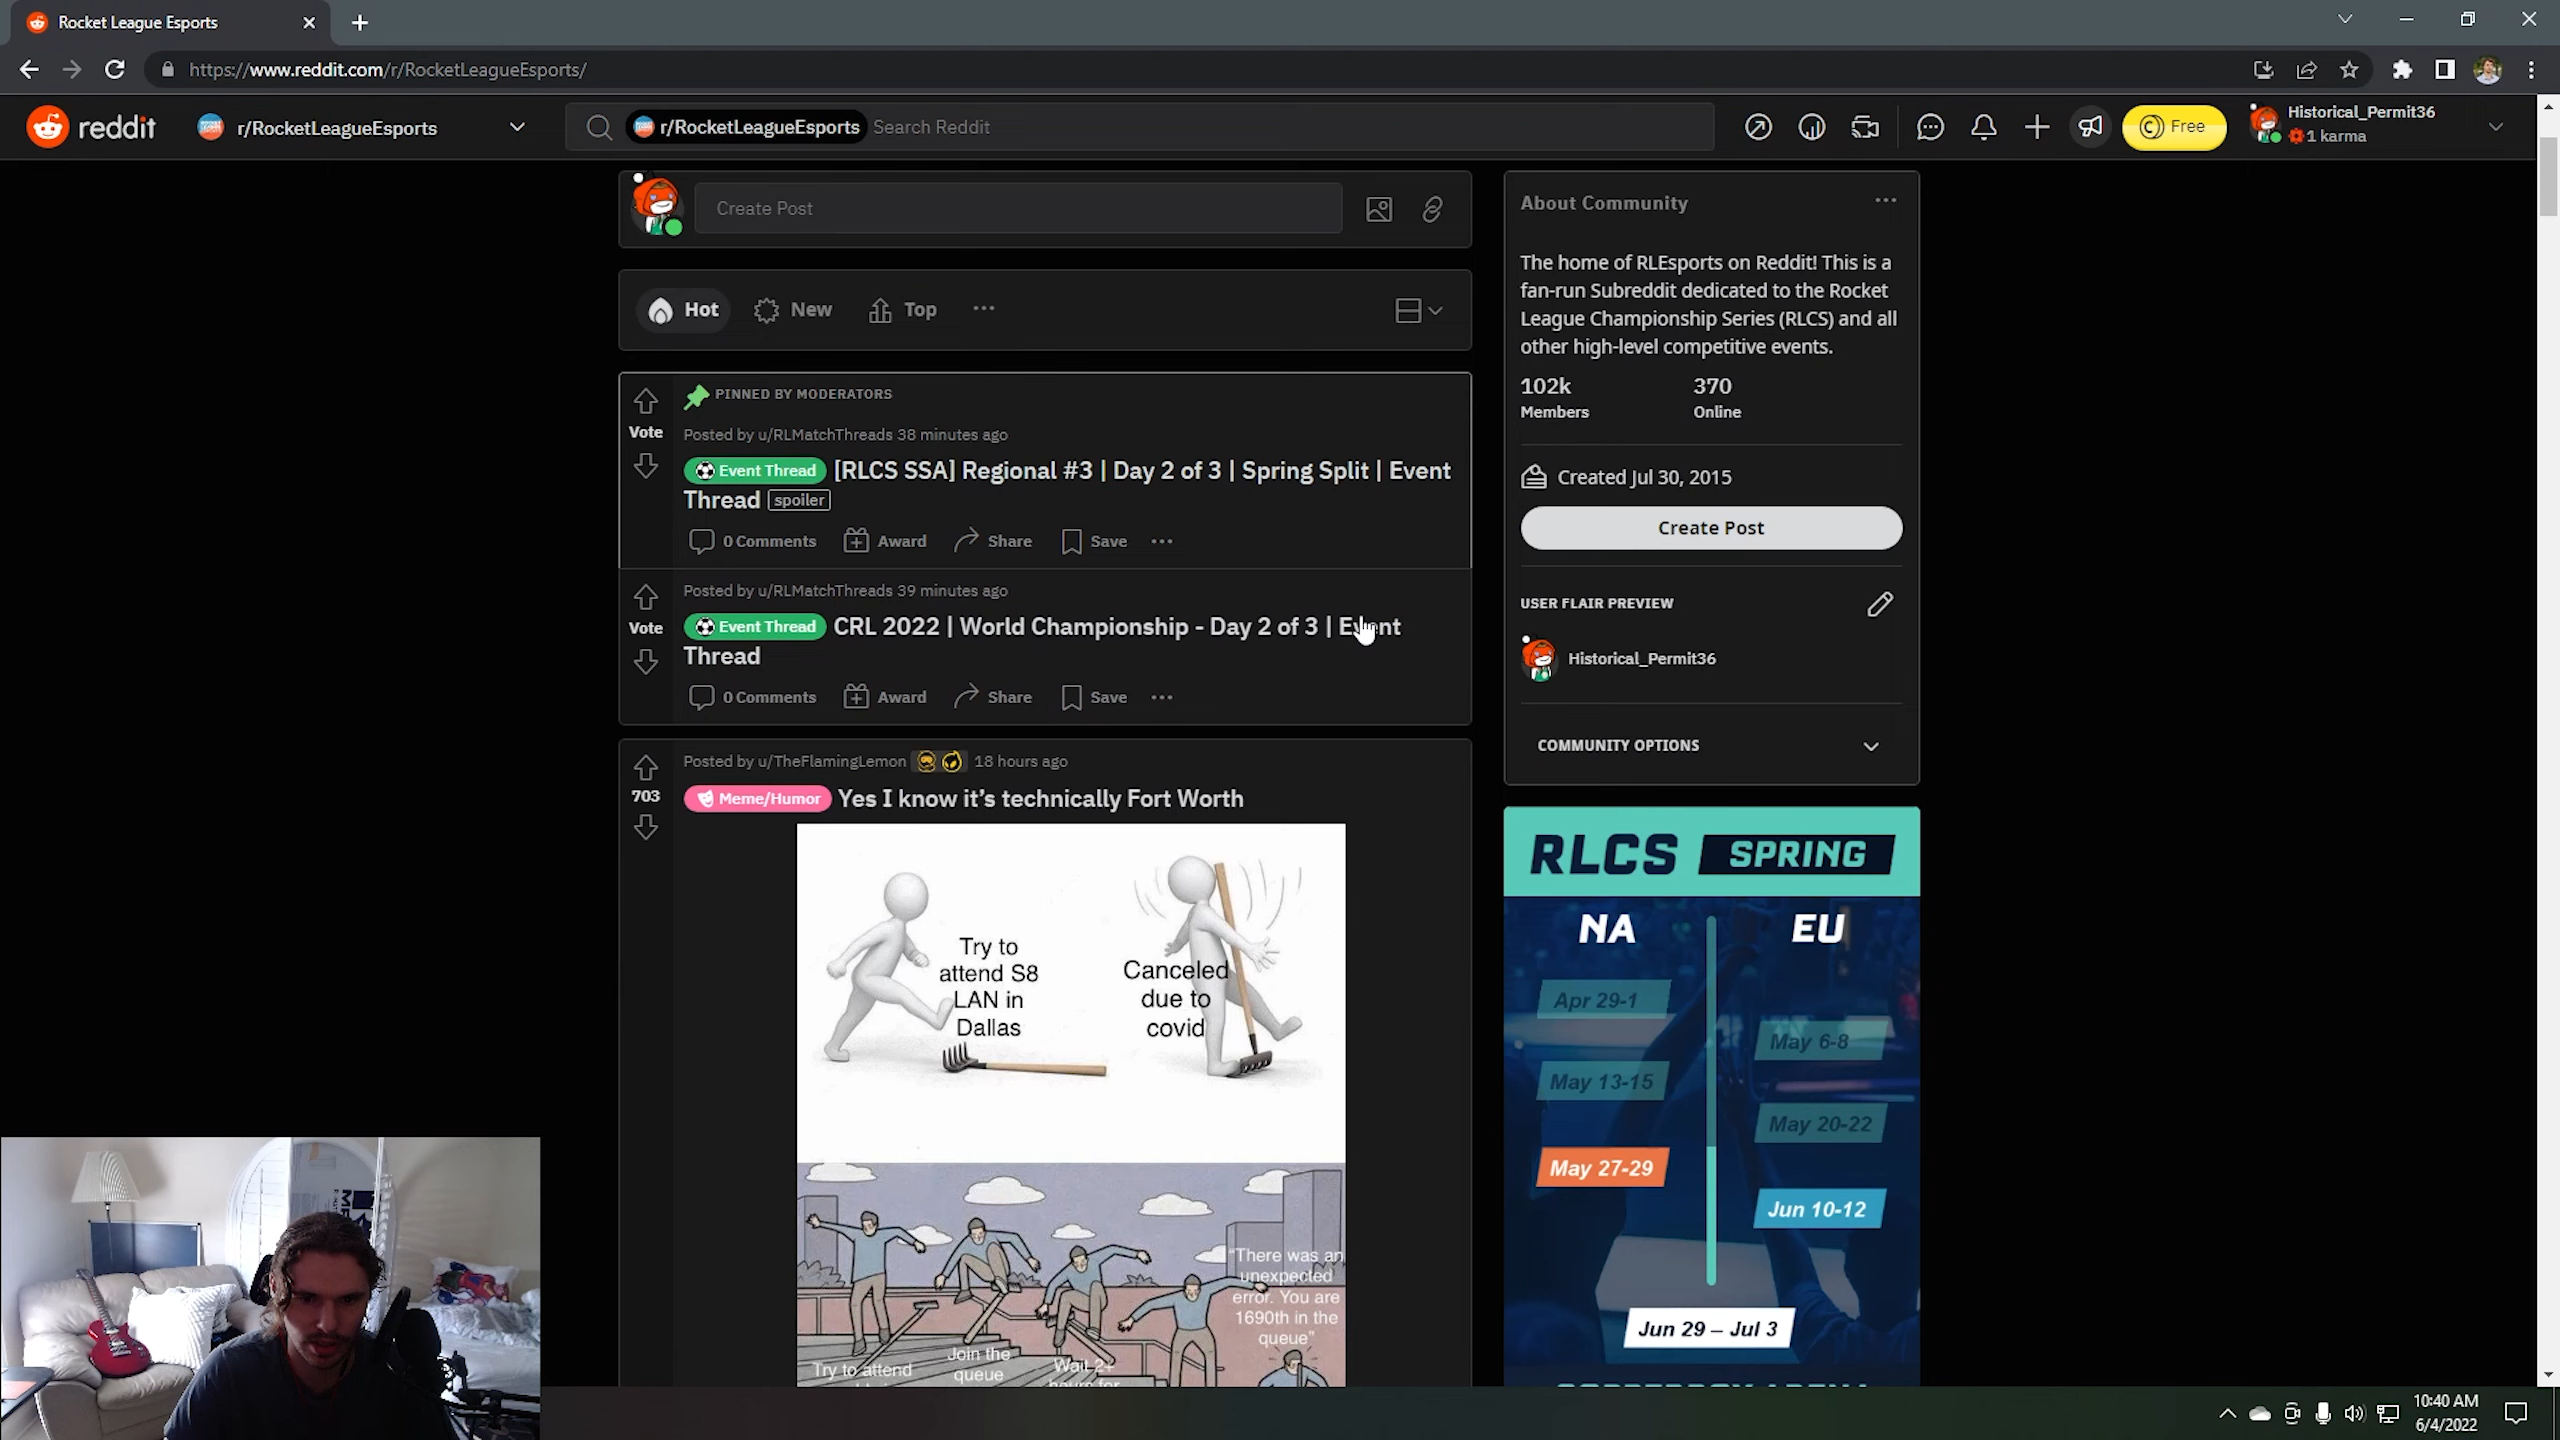 Rocket League Esports
https://www.reddit.com/r/RocketLeagueEsports/
reddit
r/RocketLeagueEsports
r/RocketLeagueEsports Search Reddit
Free
Historical_Permit36
1 karma
Create Post
Hot New Top
PINNED BY MODERATORS
Vote
Posted by u/RLMatchThreads 38 minutes ago
Event Thread [RLCS SSA] Regional #3 | Day 2 of 3 | Spring Split | Event
Thread spoiler
0 Comments Award Share Save
Posted by u/RLMatchThreads 39 minutes ago
Vote
Event Thread CRL 2022 | World Championship - Day 2 of 3 | Event
Thread
0 Comments Award Share Save
Posted by u/TheFlamingLemon 18 hours ago
703
Meme/Humor Yes I know it's technically Fort Worth
Try to
attend S8
LAN in
Dallas
Canceled
due to
covid
"There was an
unexpected
error. You are
1690th in the
queue"
Try to attend
Join the
queue
Wait 2+
hours for
About Community
The home of RLEsports on Reddit! This is a
fan-run Subreddit dedicated to the Rocket
League Championship Series (RLCS) and all
other high-level competitive events.
102k 370
Members Online
Created Jul 30, 2015
Create Post
USER FLAIR PREVIEW
Historical_Permit36
COMMUNITY OPTIONS
RLCS SPRING
NA EU
Apr 29-1
May 6-8
May 13-15
May 20-22
May 27-29
Jun 10-12
Jun 29 – Jul 3
10:40 AM
6/4/2022